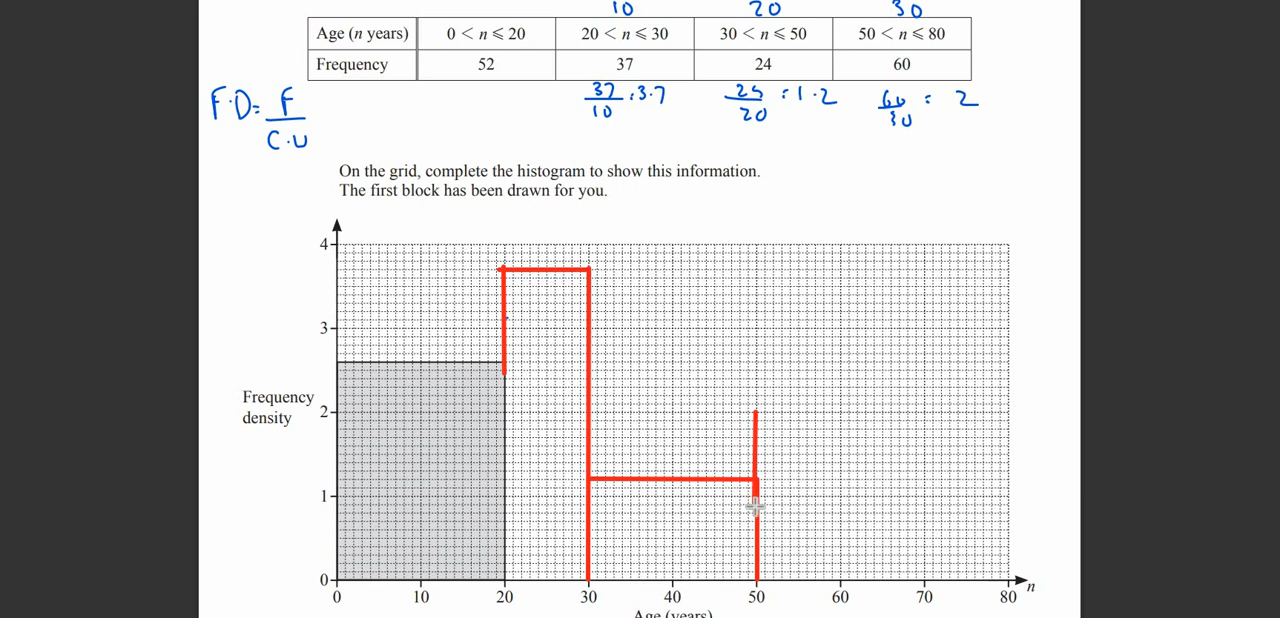 10 20 30
Age (n years) 0 < n ⩽ 20 20 < n ⩽ 30 30 < n ⩽ 50 50 < n ⩽ 80
Frequency 52 37 24 60
F.D = F / C.W
37/10 : 3.7 24/20 : 1.2 60/30 : 2
On the grid, complete the histogram to show this information.
The first block has been drawn for you.
4
3
Frequency
density
2
1
0
0 10 20 30 40 50 60 70 80 n
Age (years)